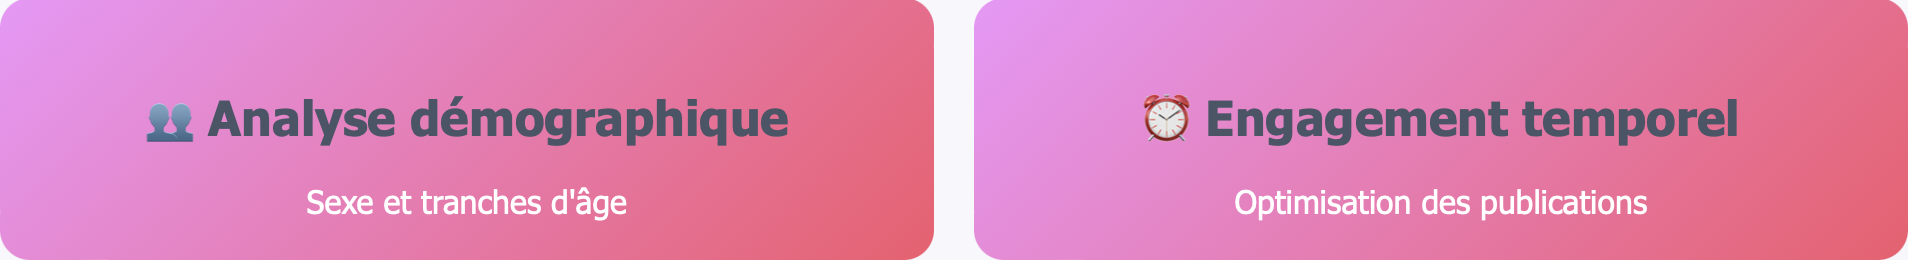 👥 Analyse démographique
Sexe et tranches d'âge
⏰ Engagement temporel
Optimisation des publications